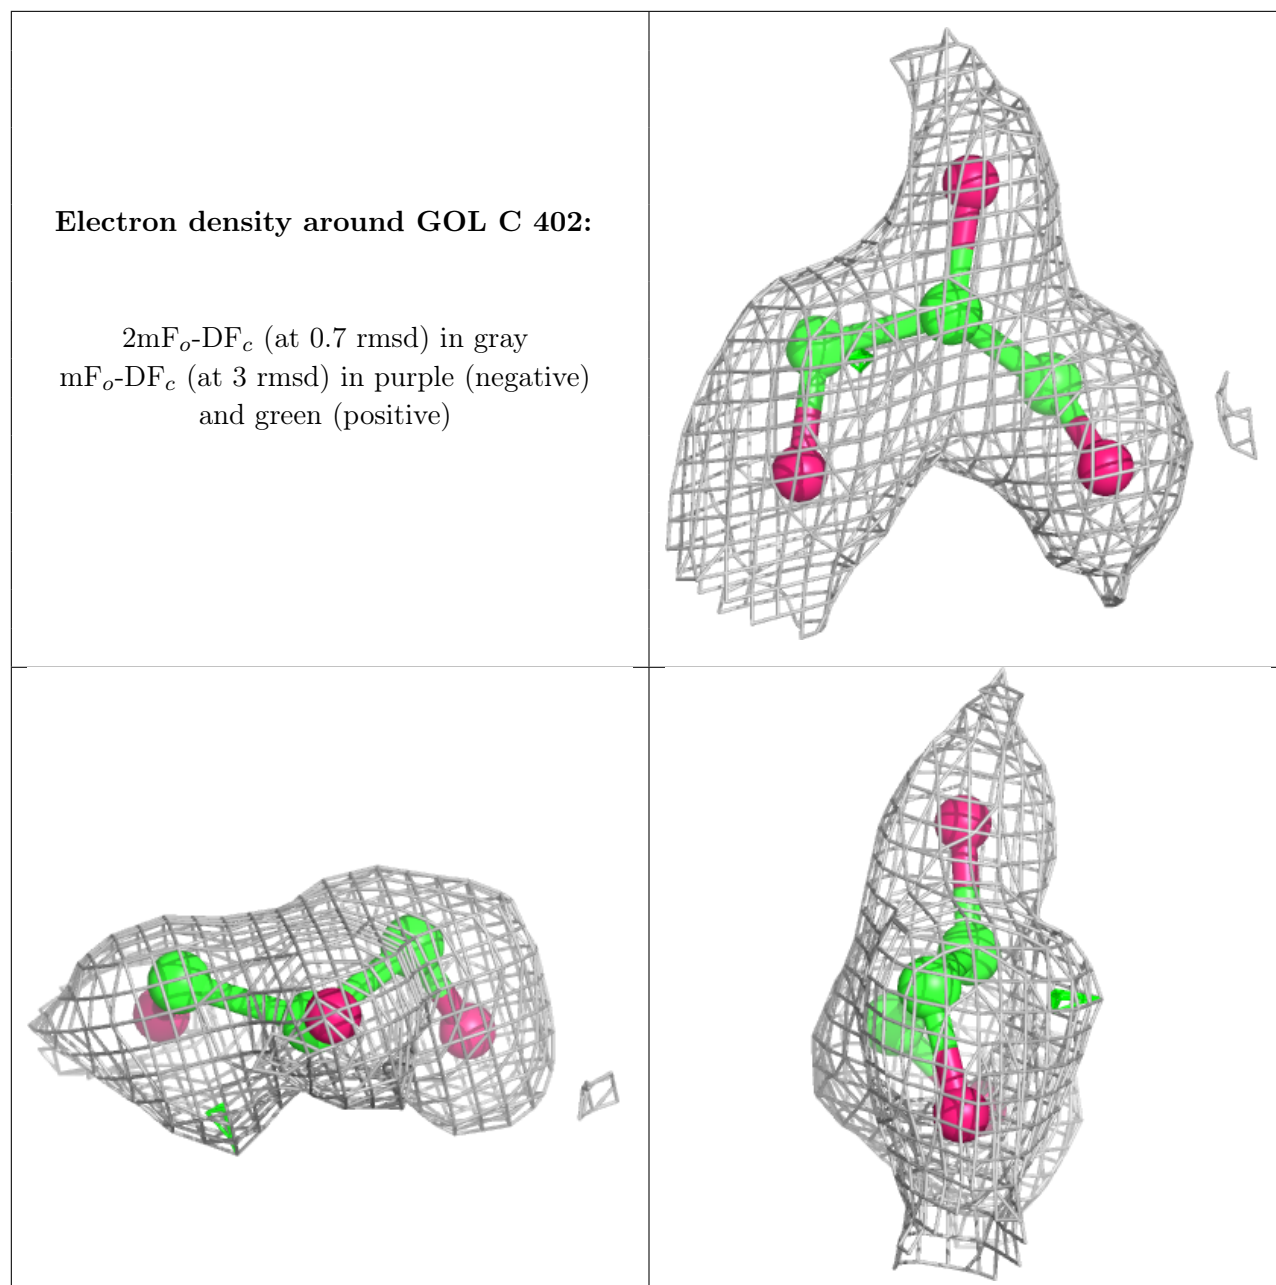 Electron density around GOL C 402:
2mFo-DFc (at 0.7 rmsd) in gray
mFo-DFc (at 3 rmsd) in purple (negative)
and green (positive)